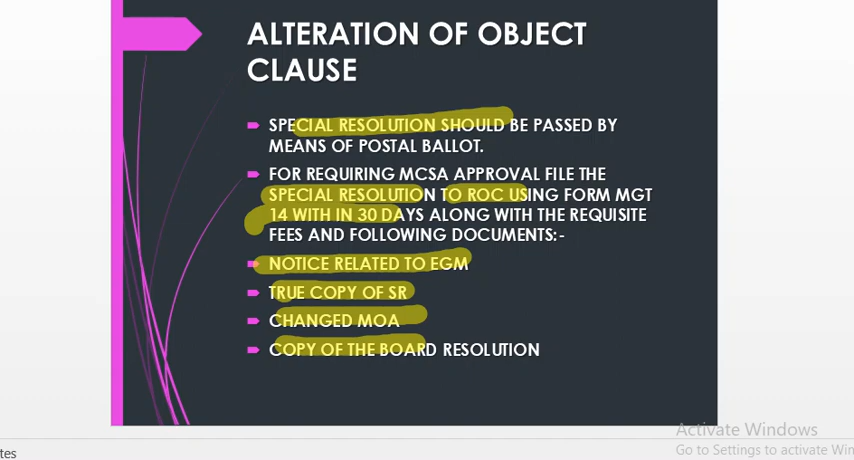 ALTERATION OF OBJECT
CLAUSE
SPECIAL RESOLUTION SHOULD BE PASSED BY
MEANS OF POSTAL BALLOT.
FOR REQUIRING MCSA APPROVAL FILE THE
SPECIAL RESOLUTION TO ROC USING FORM MGT
14 WITH IN 30 DAYS ALONG WITH THE REQUISITE
FEES AND FOLLOWING DOCUMENTS:-
NOTICE RELATED TO EGM
TRUE COPY OF SR
CHANGED MOA
COPY OF THE BOARD RESOLUTION
Activate Windows
Go to Settings to activate Win
tes